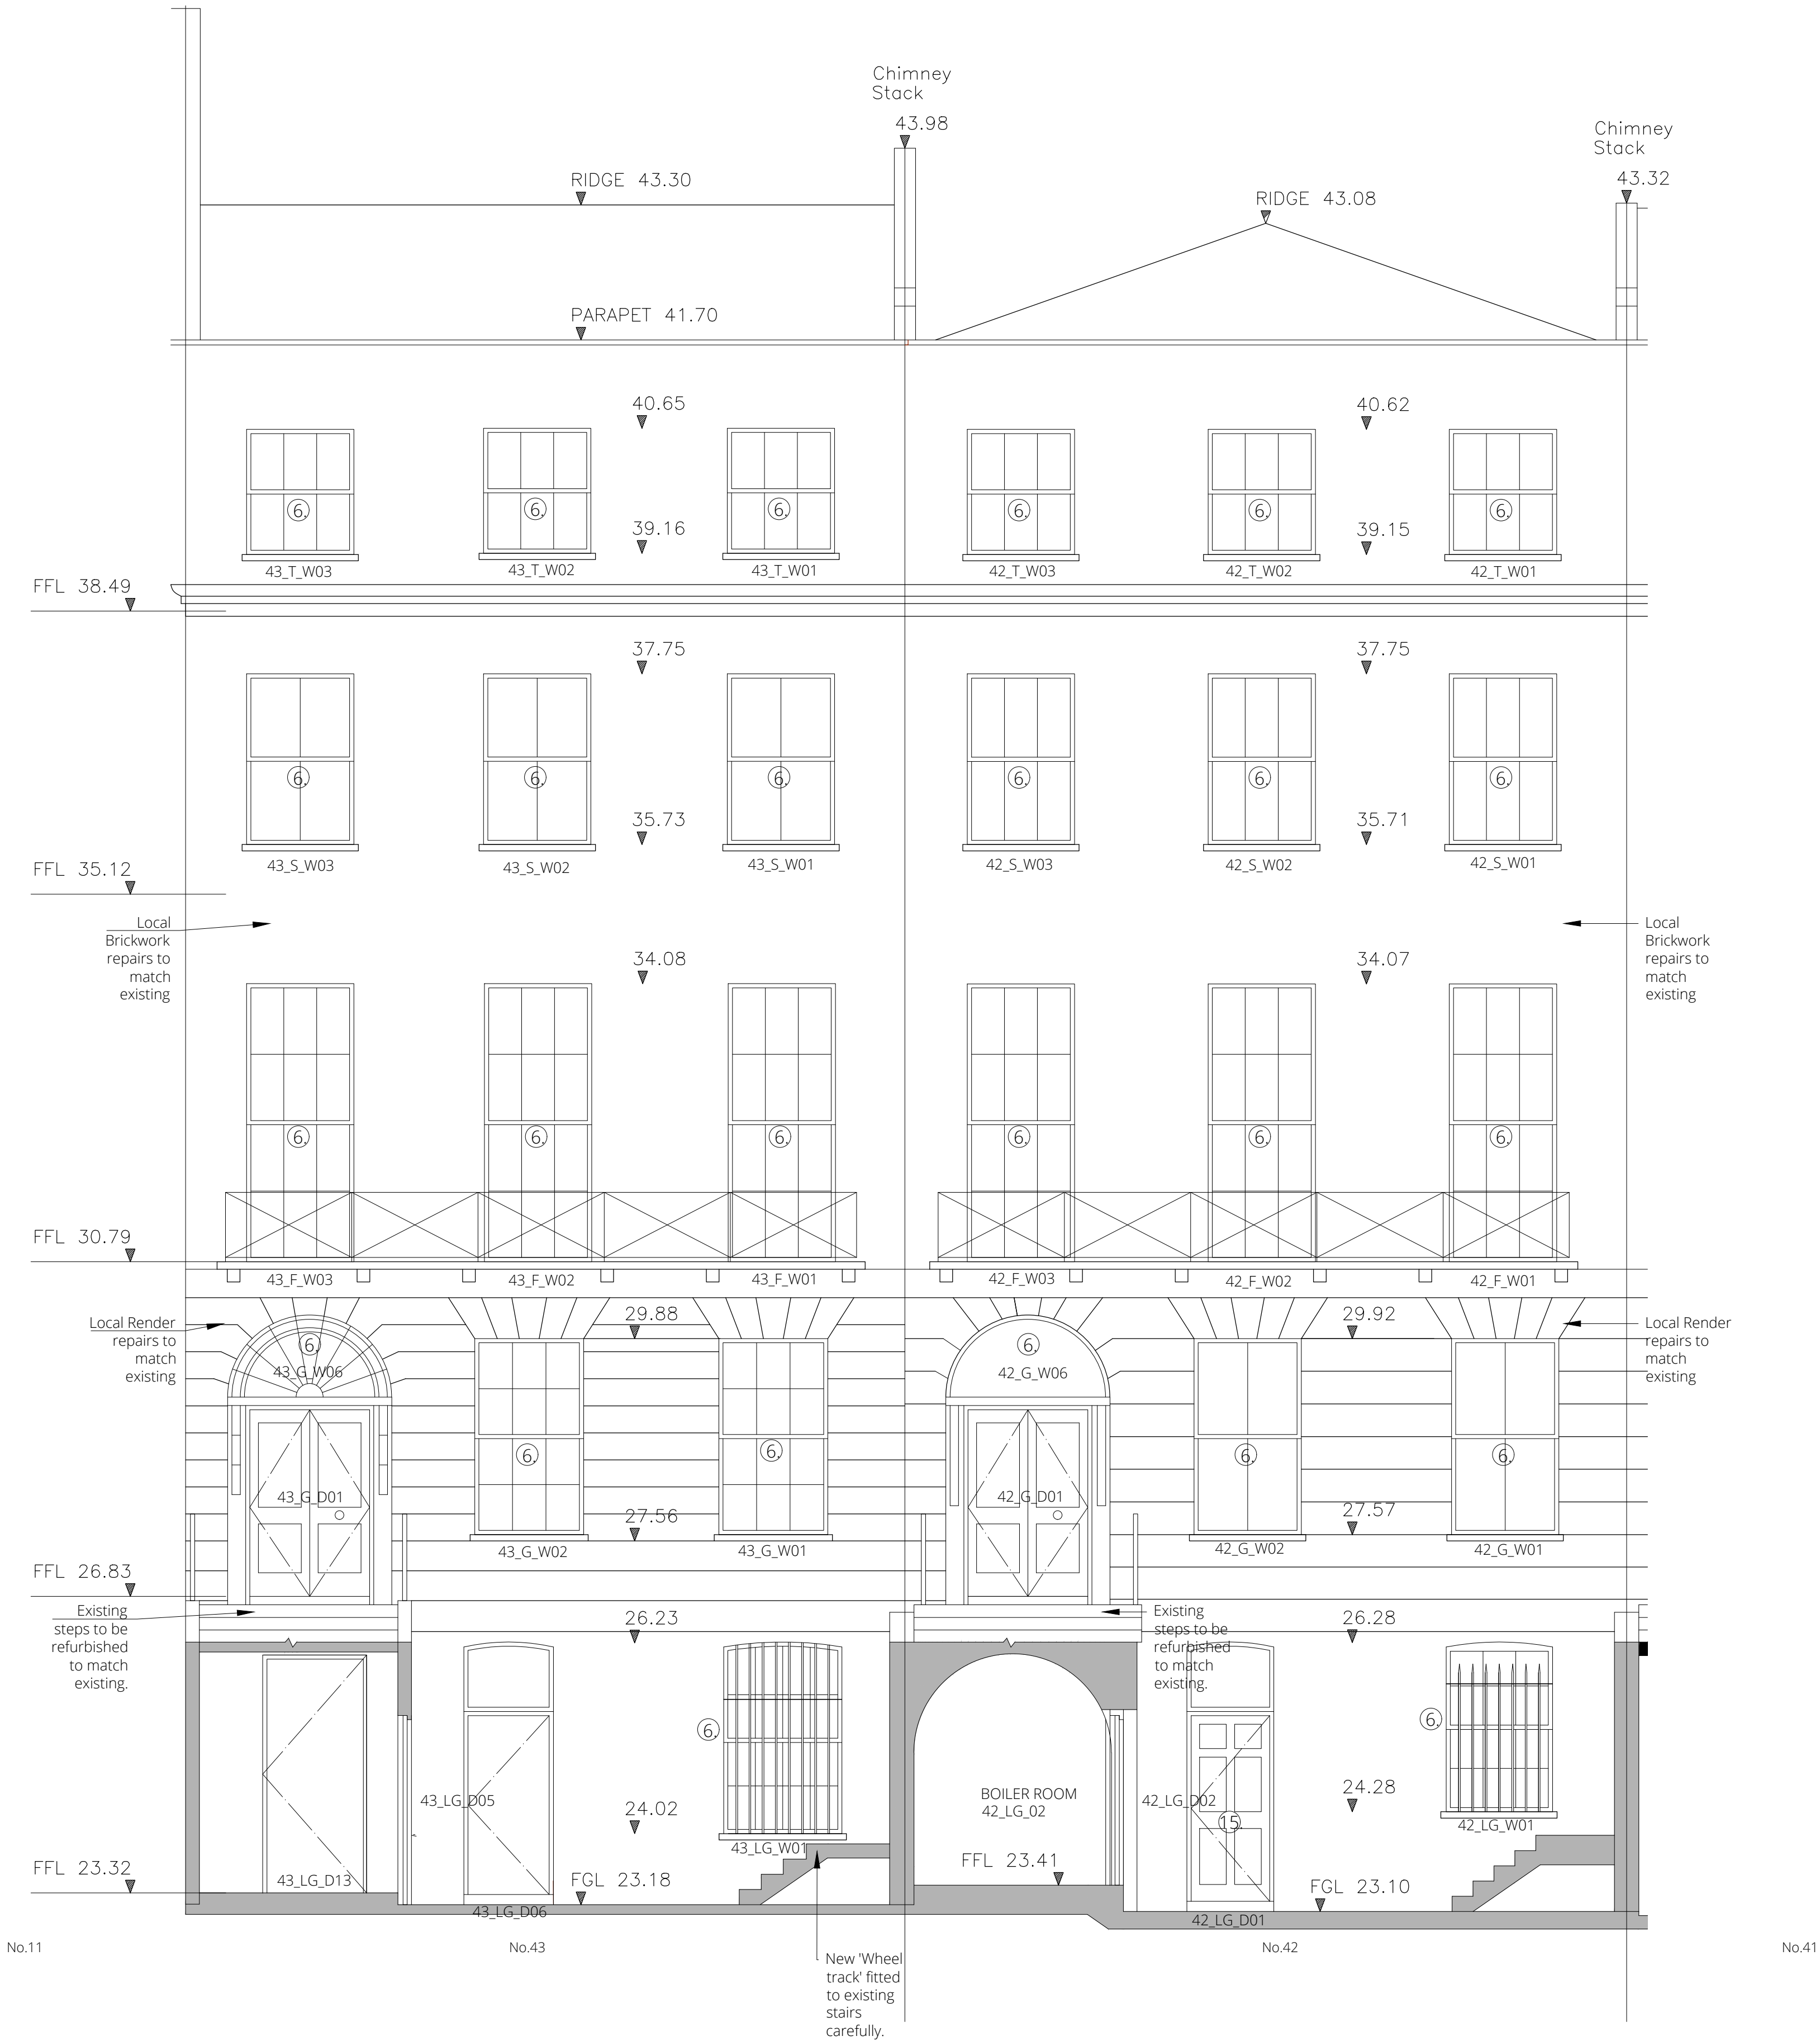 Chimney
Stack
43.98
Chimney
Stack
43.32
RIDGE 43.30
RIDGE 43.08
PARAPET 41.70
40.65
40.62
6. 6. 6. 6. 6. 6.
39.16
39.15
43_T_W03 43_T_W02 43_T_W01 42_T_W03 42_T_W02 42_T_W01
FFL 38.49
37.75
37.75
6. 6. 6. 6. 6. 6.
35.73
35.71
43_S_W03 43_S_W02 43_S_W01 42_S_W03 42_S_W02 42_S_W01
FFL 35.12
Local
Brickwork
repairs to
match
existing
Local
Brickwork
repairs to
match
existing
34.08
34.07
6. 6. 6. 6. 6. 6.
FFL 30.79
43_F_W03 43_F_W02 43_F_W01 42_F_W03 42_F_W02 42_F_W01
Local Render
repairs to
match
existing
29.88
29.92
Local Render
repairs to
match
existing
6.
43_G_W06
6.
42_G_W06
6. 6. 6. 6.
43_G_D01
42_G_D01
27.56
27.57
43_G_W02 43_G_W01 42_G_W02 42_G_W01
FFL 26.83
Existing
steps to be
refurbished
to match
existing.
26.23
Existing
steps to be
refurbished
to match
existing.
26.28
6.
6.
43_LG_D05
24.02
BOILER ROOM
42_LG_02
42_LG_D02
15.
24.28
43_LG_W01
42_LG_W01
FFL 23.32
43_LG_D13
FGL 23.18
FFL 23.41
FGL 23.10
43_LG_D06
42_LG_D01
No.11
No.43
No.42
No.41
New 'Wheel
track' fitted
to existing
stairs
carefully.